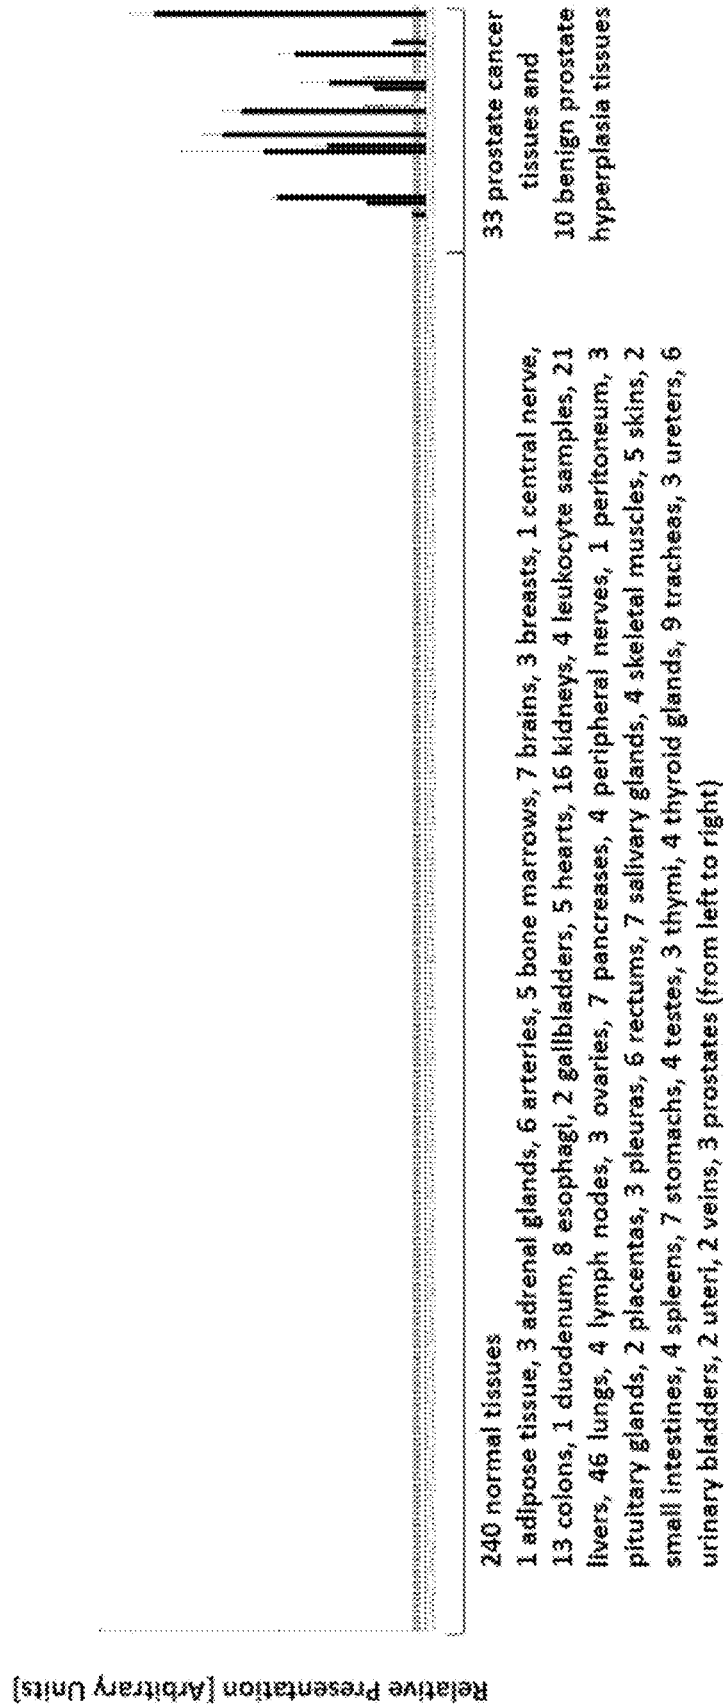 Relative Presentation [Arbitrary Units]
240 normal tissues
1 adipose tissue, 3 adrenal glands, 6 arteries, 5 bone marrows, 7 brains, 3 breasts, 1 central nerve,
13 colons, 1 duodenum, 8 esophagi, 2 gallbladders, 5 hearts, 16 kidneys, 4 leukocyte samples, 21
livers, 46 lungs, 4 lymph nodes, 3 ovaries, 7 pancreases, 4 peripheral nerves, 1 peritoneum, 3
pituitary glands, 2 placentas, 3 pleuras, 6 rectums, 7 salivary glands, 4 skeletal muscles, 5 skins, 2
small intestines, 4 spleens, 7 stomachs, 4 testes, 3 thymi, 4 thyroid glands, 9 tracheas, 3 ureters, 6
urinary bladders, 2 uteri, 2 veins, 3 prostates (from left to right)
33 prostate cancer
tissues and
10 benign prostate
hyperplasia tissues